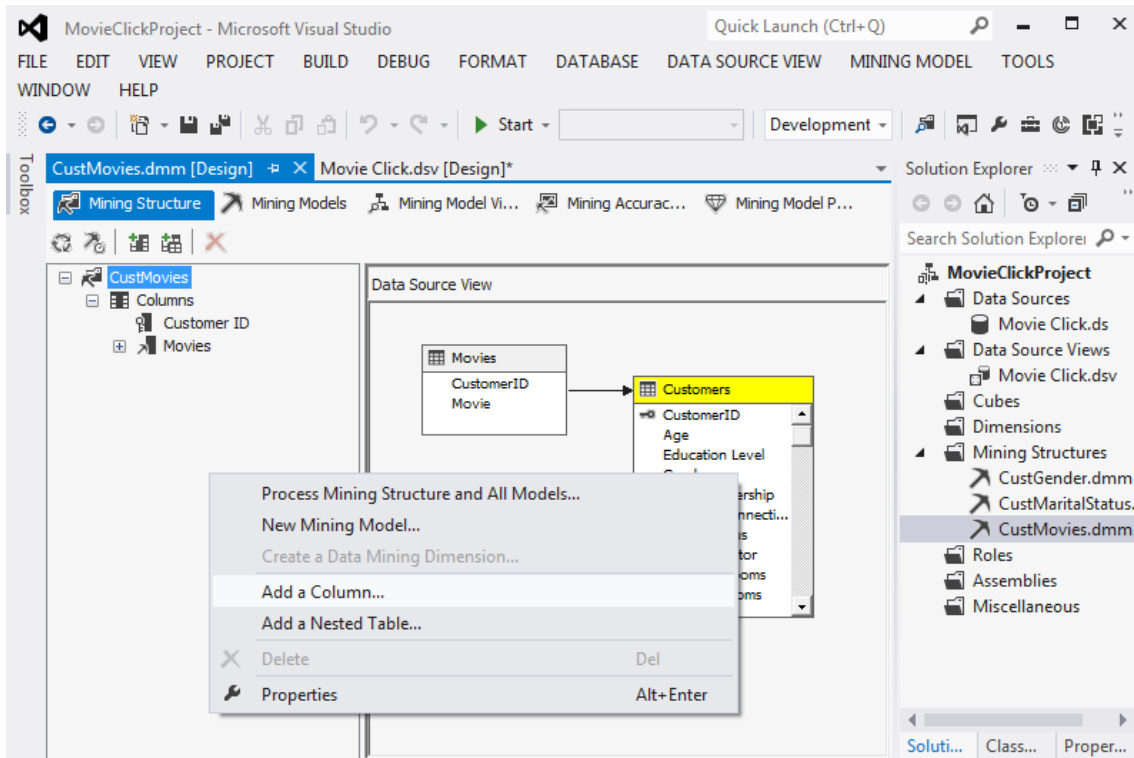 MovieClickProject - Microsoft Visual Studio
Quick Launch (Ctrl+Q)
FILE EDIT VIEW PROJECT BUILD DEBUG FORMAT DATABASE DATA SOURCE VIEW MINING MODEL TOOLS
WINDOW HELP
Start
Development
Toolbox
CustMovies.dmm [Design]
Movie Click.dsv [Design]*
Mining Structure
Mining Models
Mining Model Vi...
Mining Accurac...
Mining Model P...
CustMovies
Columns
Customer ID
Movies
Data Source View
Movies
CustomerID
Movie
Customers
CustomerID
Age
Education Level
ership
nnecti...
us
tor
oms
oms
Process Mining Structure and All Models...
New Mining Model...
Create a Data Mining Dimension...
Add a Column...
Add a Nested Table...
Delete Del
Properties Alt+Enter
Solution Explorer
Search Solution Explorer
MovieClickProject
Data Sources
Movie Click.ds
Data Source Views
Movie Click.dsv
Cubes
Dimensions
Mining Structures
CustGender.dmm
CustMaritalStatus.
CustMovies.dmm
Roles
Assemblies
Miscellaneous
Soluti... Class... Proper...